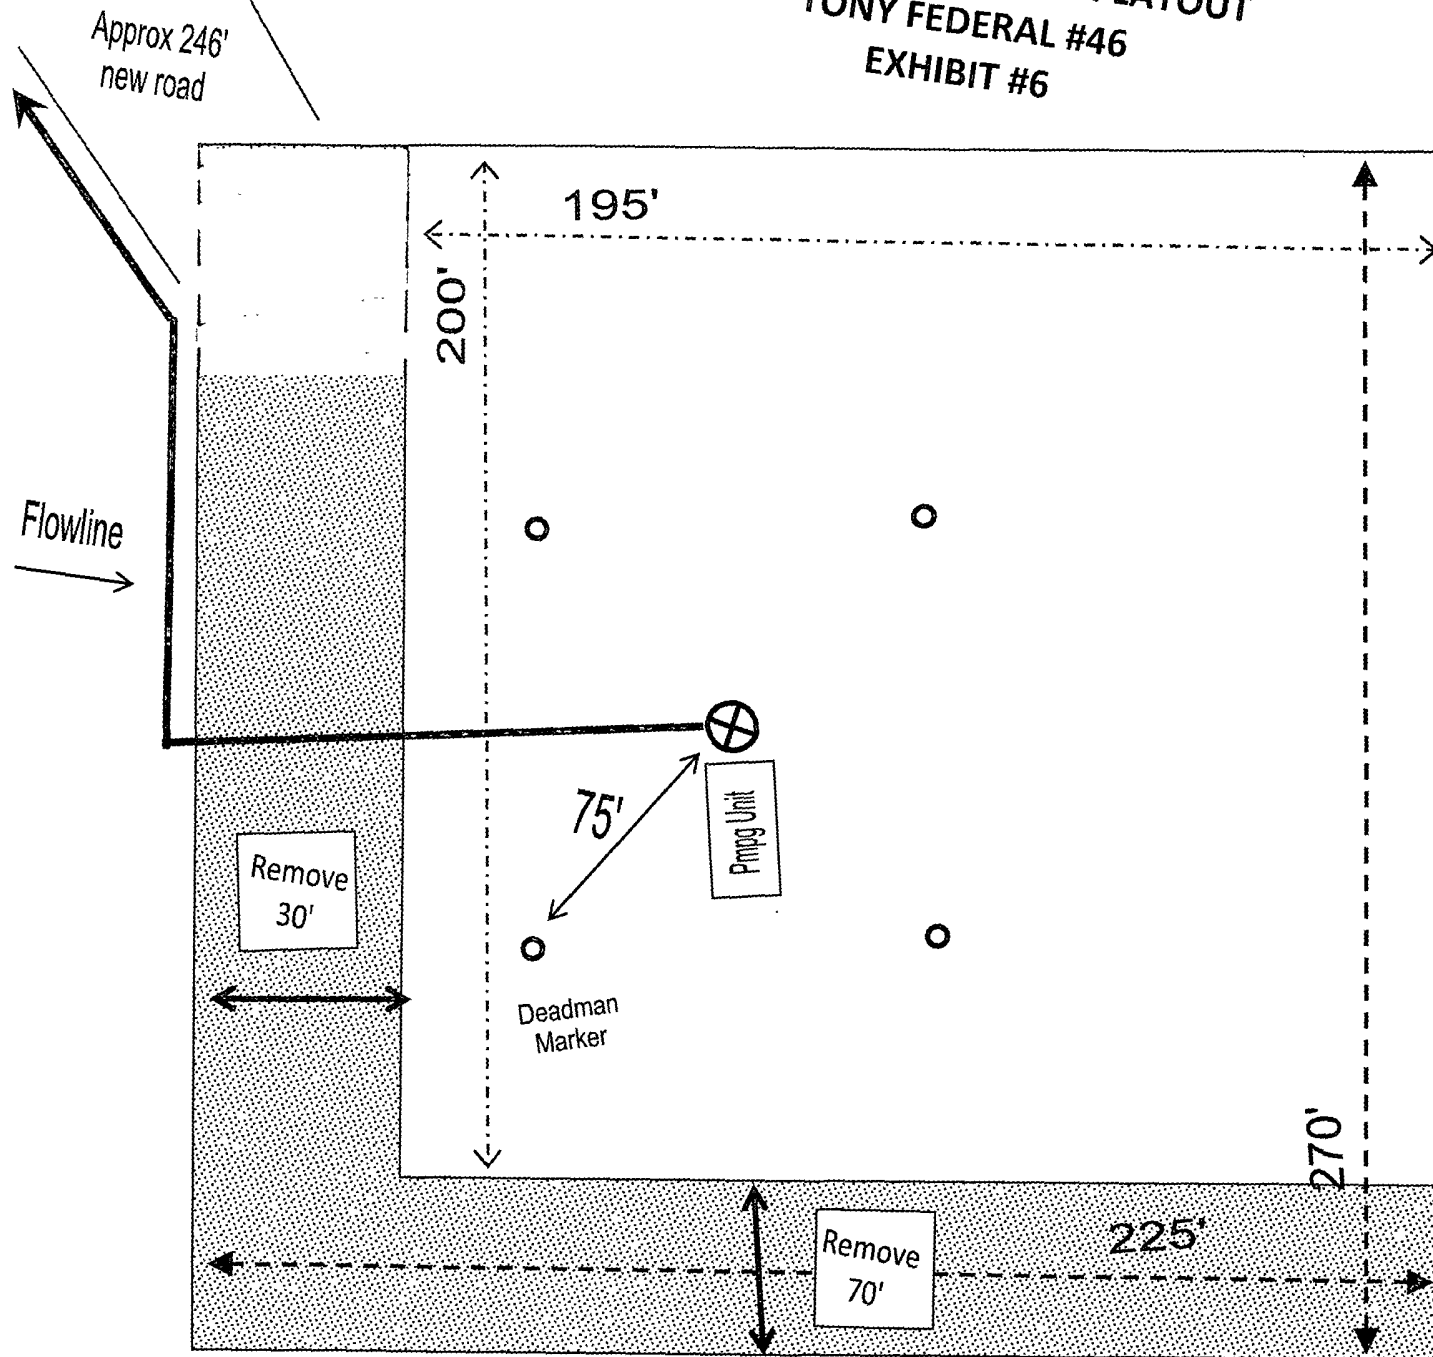 LAYOUT
TONY FEDERAL #46
EXHIBIT #6
Approx 246'
new road
195'
200'
Flowline
75'
Pmpg Unit
Remove
30'
Deadman
Marker
270'
225'
Remove
70'